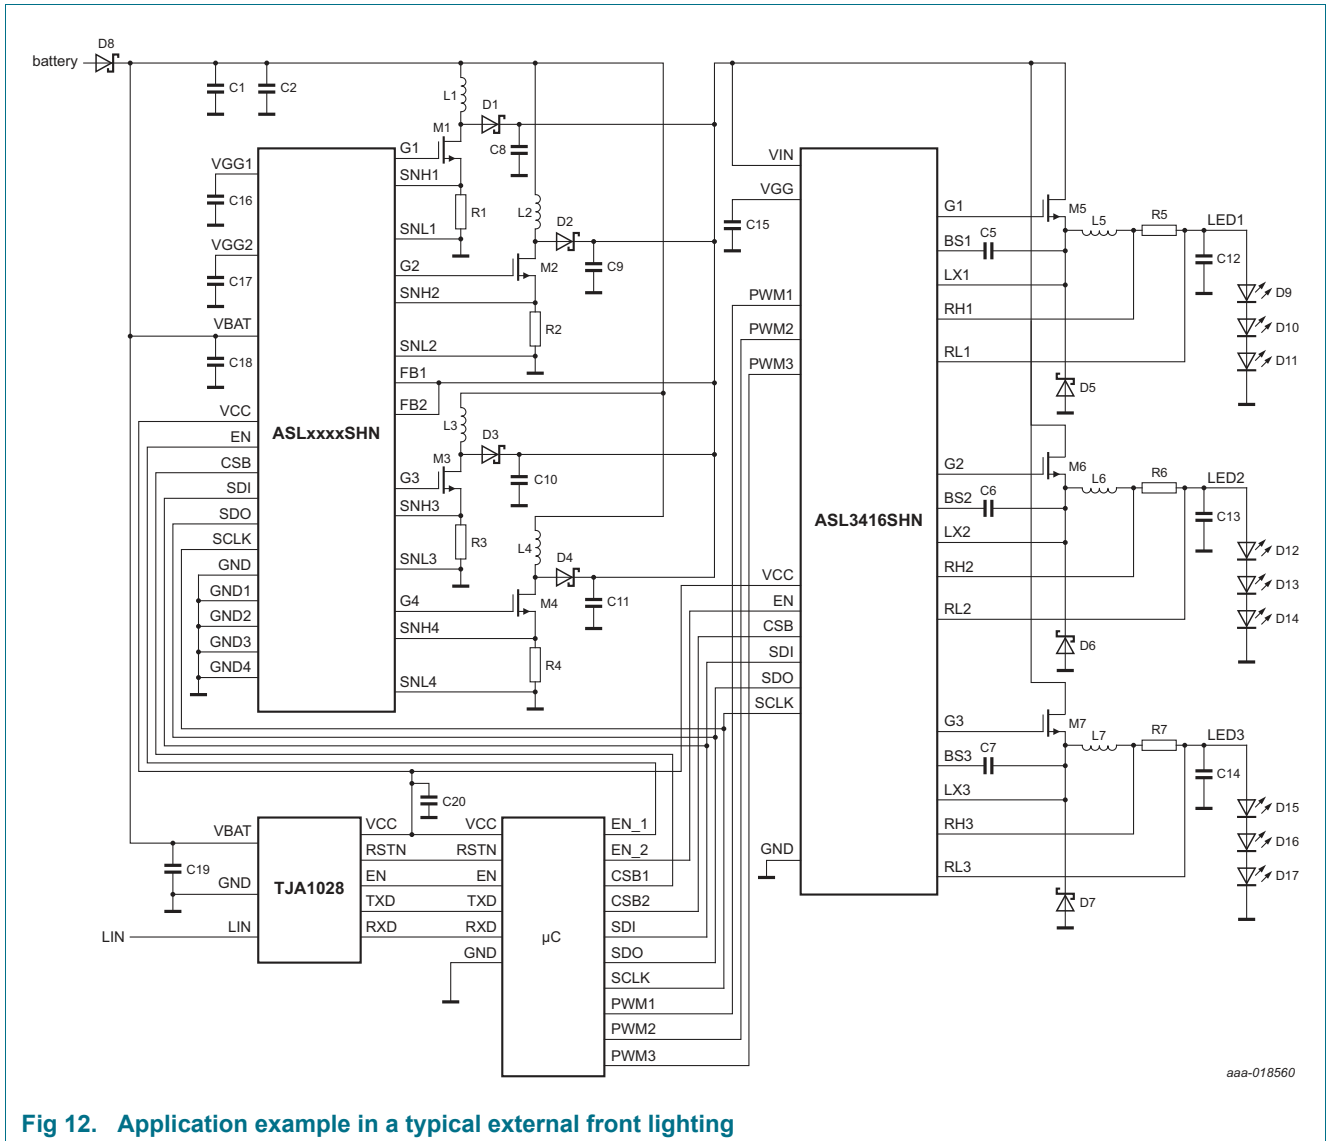 D8
battery
C1
C2
L1
D1
M1
C8
G1
VGG1
SNH1
C16
R1
SNL1
L2
D2
VGG2
G2
M2
C9
C17
SNH2
VBAT
R2
C18
SNL2
FB1
FB2
VCC
EN
CSB
SDI
SDO
SCLK
GND
GND1
GND2
GND3
GND4
ASLxxxxSHN
L3
D3
M3
G3
C10
SNH3
R3
L4
SNL3
D4
G4
M4
C11
SNH4
R4
SNL4
VIN
VGG
C15
PWM1
PWM2
PWM3
ASL3416SHN
VCC
EN
CSB
SDI
SDO
SCLK
GND
G1
M5
L5
R5
LED1
BS1
C5
C12
LX1
D9
RH1
D10
RL1
D11
D5
G2
M6
L6
R6
LED2
BS2
C6
C13
LX2
D12
RH2
D13
RL2
D14
D6
G3
M7
L7
R7
LED3
BS3
C7
C14
LX3
D15
RH3
D16
RL3
D17
D7
C20
VBAT
C19
GND
LIN
LIN
TJA1028
VCC
RSTN
EN
TXD
RXD
VCC
RSTN
EN
TXD
RXD
GND
µC
EN_1
EN_2
CSB1
CSB2
SDI
SDO
SCLK
PWM1
PWM2
PWM3
aaa-018560
Fig 12. Application example in a typical external front lighting